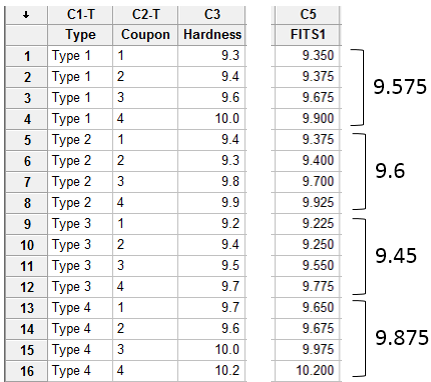 ↓ C1-T C2-T C3 C5
Type Coupon Hardness FITS1
1 Type 1 1 9.3 9.350
2 Type 1 2 9.4 9.375
3 Type 1 3 9.6 9.675
4 Type 1 4 10.0 9.900
9.575
5 Type 2 1 9.4 9.375
6 Type 2 2 9.3 9.400
7 Type 2 3 9.8 9.700
8 Type 2 4 9.9 9.925
9.6
9 Type 3 1 9.2 9.225
10 Type 3 2 9.4 9.250
11 Type 3 3 9.5 9.550
12 Type 3 4 9.7 9.775
9.45
13 Type 4 1 9.7 9.650
14 Type 4 2 9.6 9.675
15 Type 4 3 10.0 9.975
16 Type 4 4 10.2 10.200
9.875